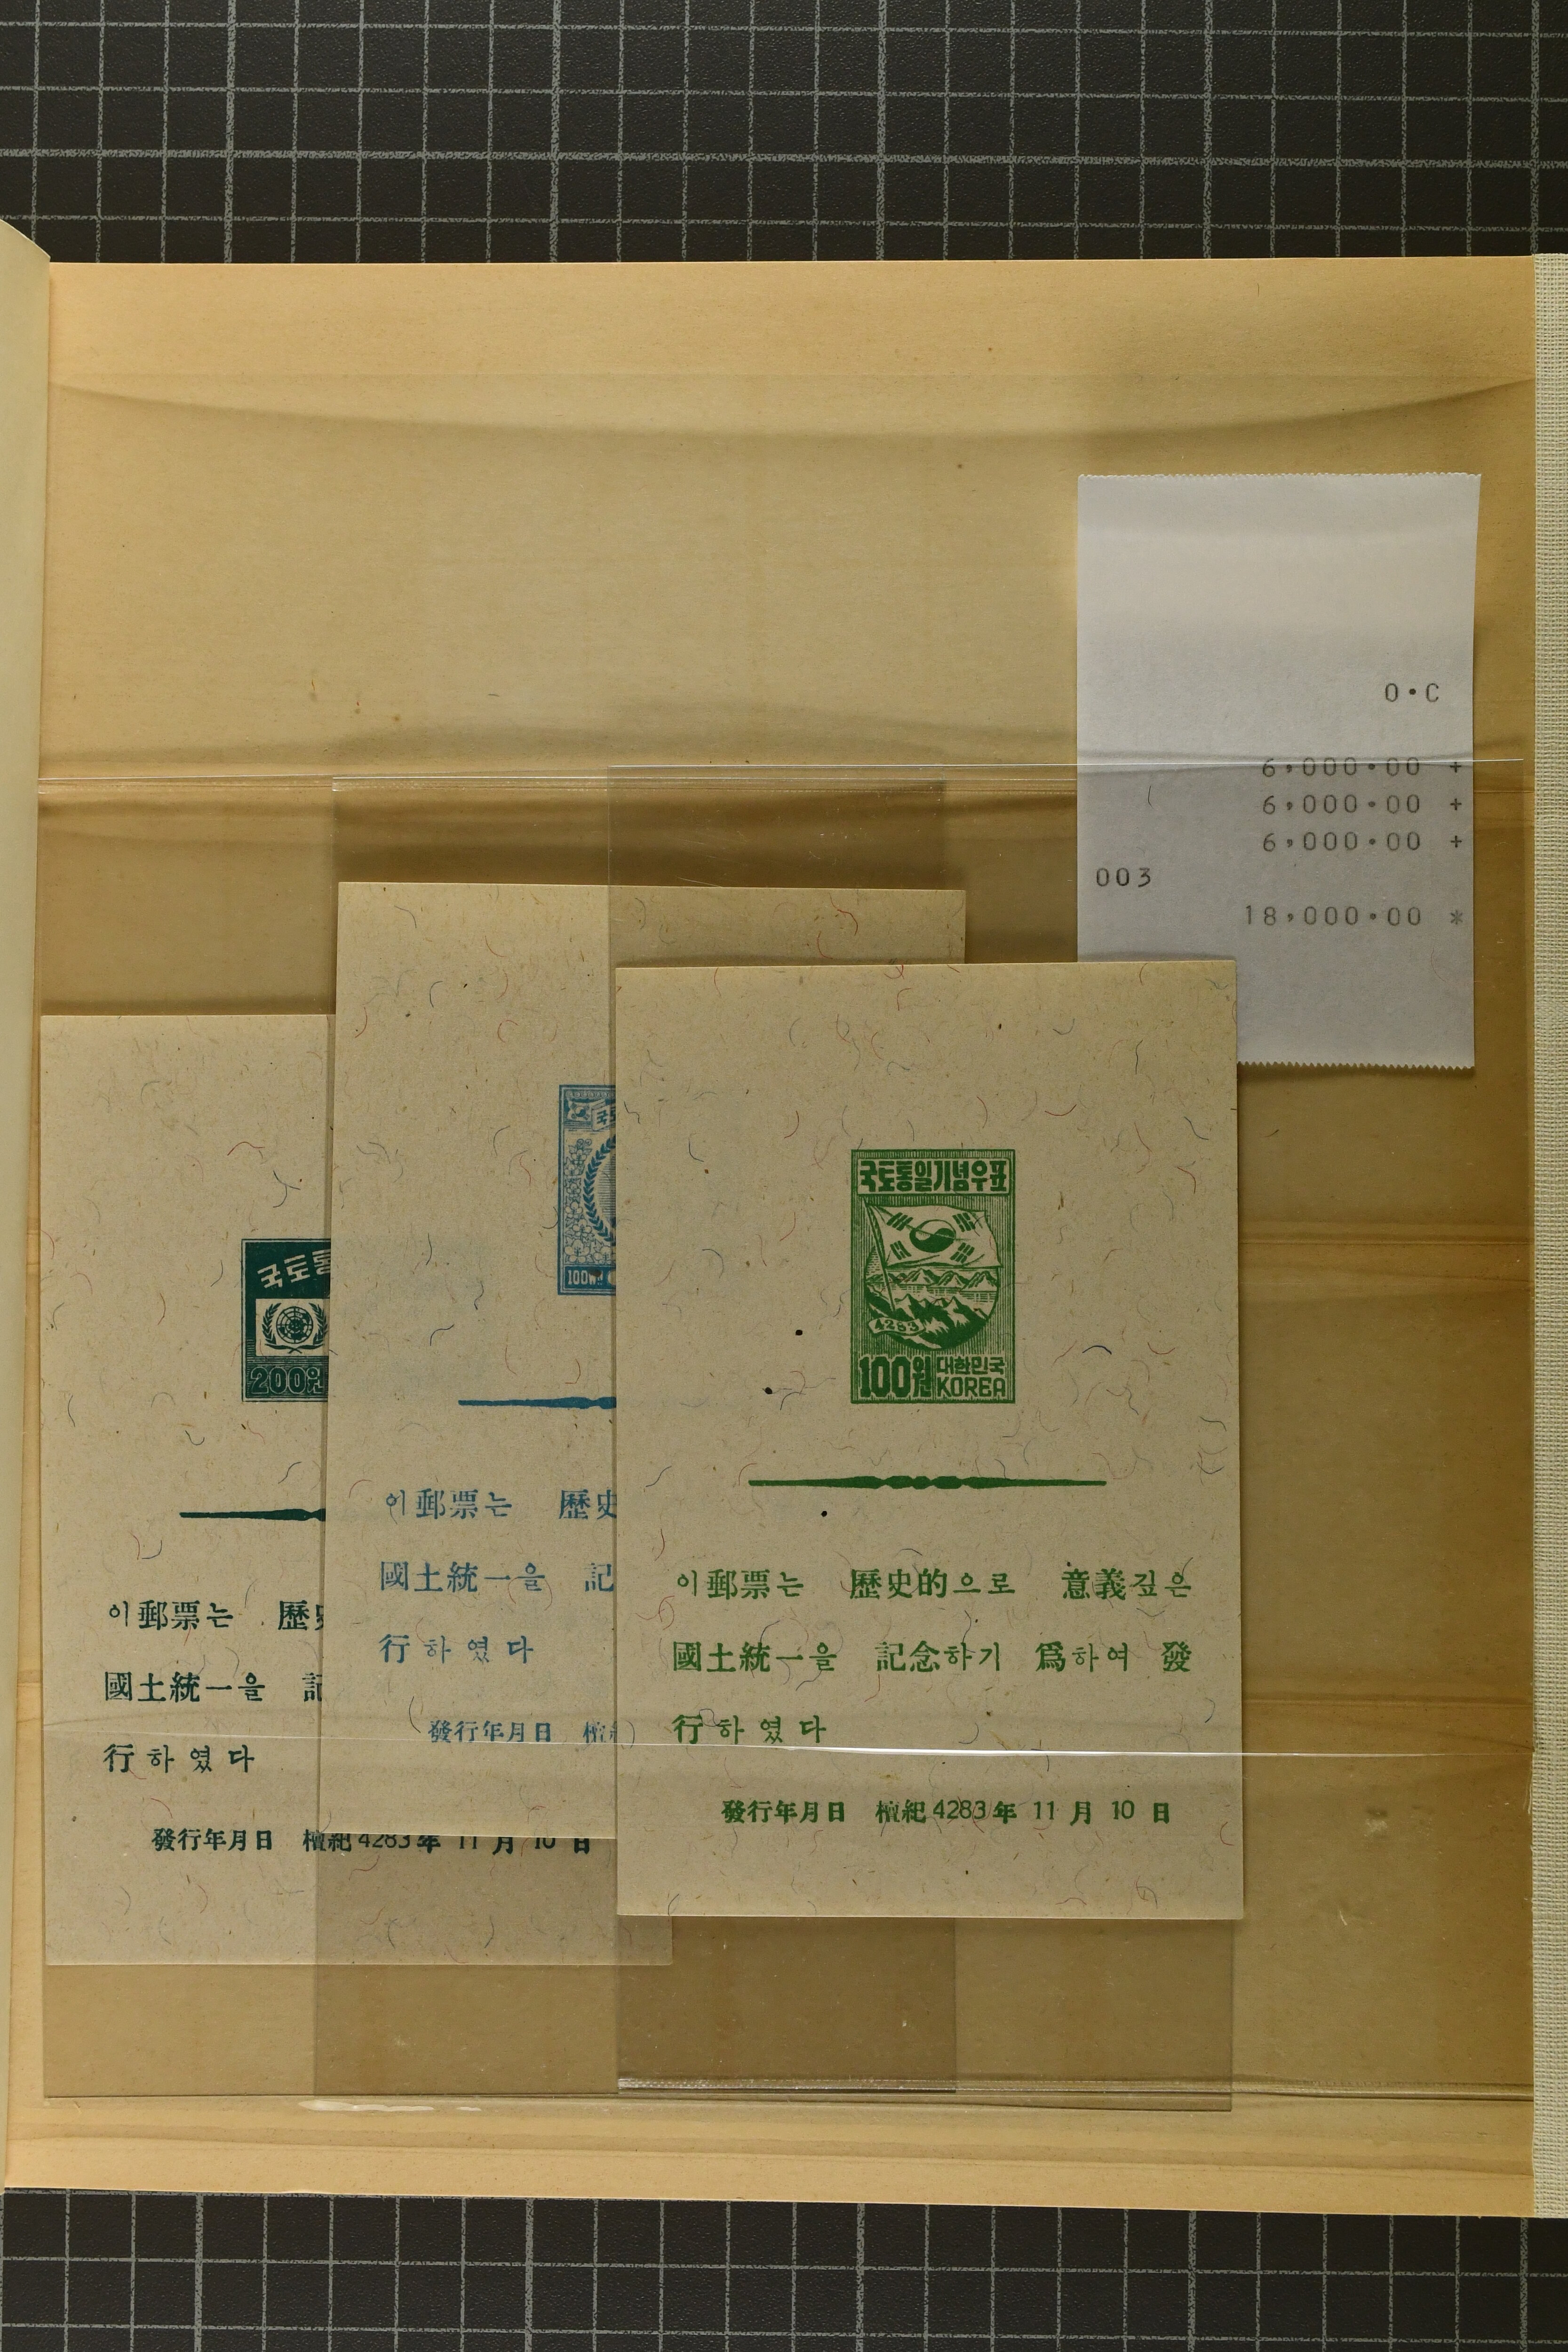 0·C
6,000·00 +
6,000·00 +
6,000·00 +
003
18,000·00 *
국토
200원
이郵票는 歷史
國土統一을 記
行하였다
發行年月日 檀紀4283年 11月 10日
국토
100원
이郵票는 歷史
國土統一을 記
行하였다
發行年月日 檀紀
국토통일기념우표
4283
100원 대한민국
KOREA
이郵票는 歷史的으로 意義깊은
國土統一을 記念하기 爲하여 發
行하였다
發行年月日 檀紀4283年 11月 10日